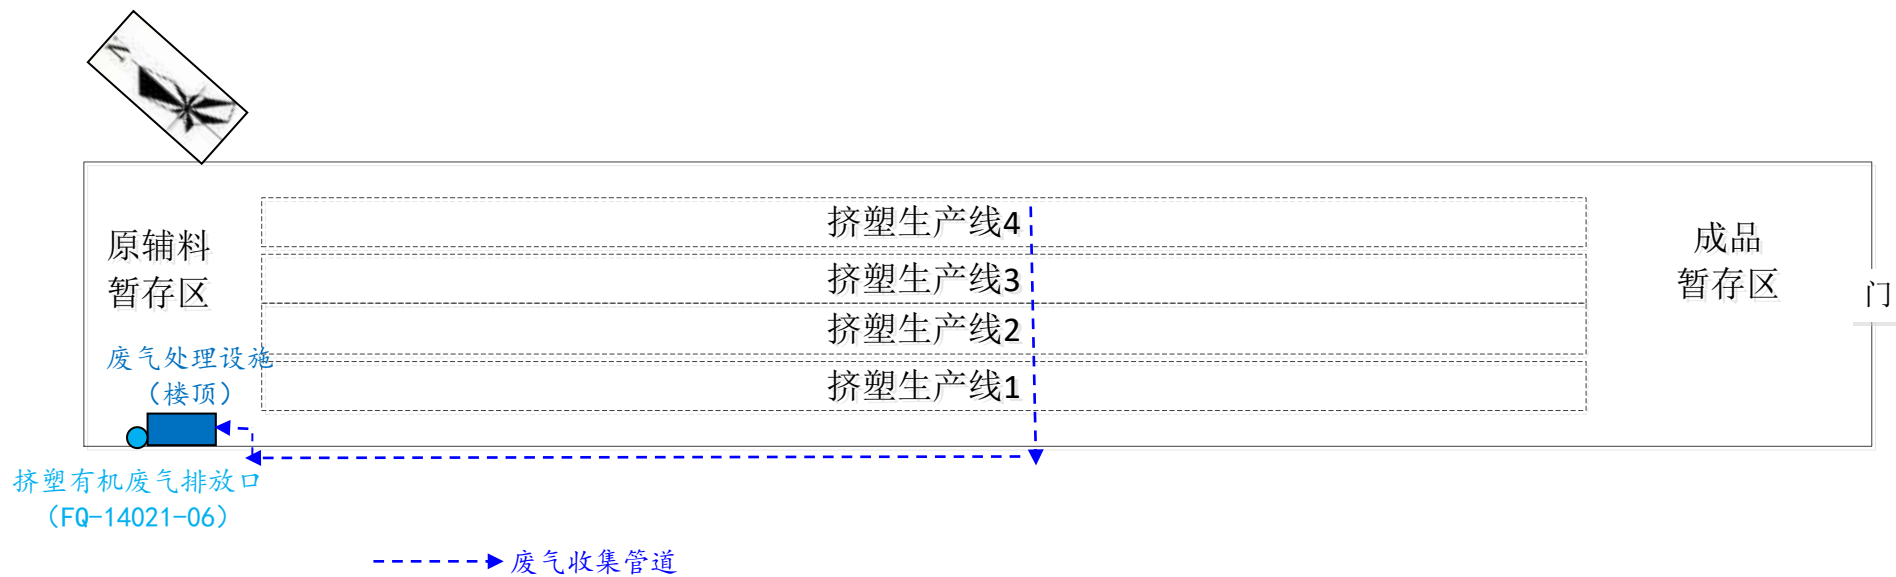 N
挤塑生产线4
原辅料
暂存区
挤塑生产线3
成品
暂存区
门
挤塑生产线2
废气处理设施
（楼顶）
挤塑生产线1
挤塑有机废气排放口
（FQ-14021-06）
废气收集管道